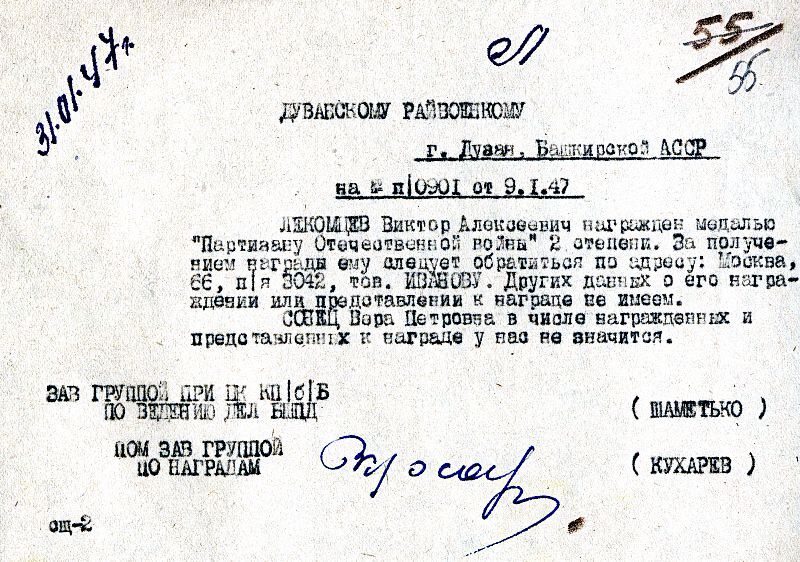 55
55
31.01.47г.
ДУВАНСКОМУ РАЙВОЕНКОМУ
г. Дуван, Башкирской АССР
на № п|0901 от 9.I.47
ЛЕКОМЦЕВ Виктор Алексеевич награжден медалью
"Партизану Отечественной войны" 2 степени. За получе-
нием награды ему следует обратиться по адресу: Москва,
66, п|я 3042, тов. ИВАНОВУ. Других данных о его награ-
ждении или представлении к награде не имеем.
Вера Петровна в числе награжденных и
представленных к награде у нас не значится.
ЗАВ ГРУППОЙ ПРИ ЦК КП|б|Б
ПО ВЕДЕНИЮ ДЕЛ БШПД
( ШАМЕТЬКО )
ПОМ ЗАВ ГРУППОЙ
ПО НАГРАДАМ
( КУХАРЕВ )
сщ-2